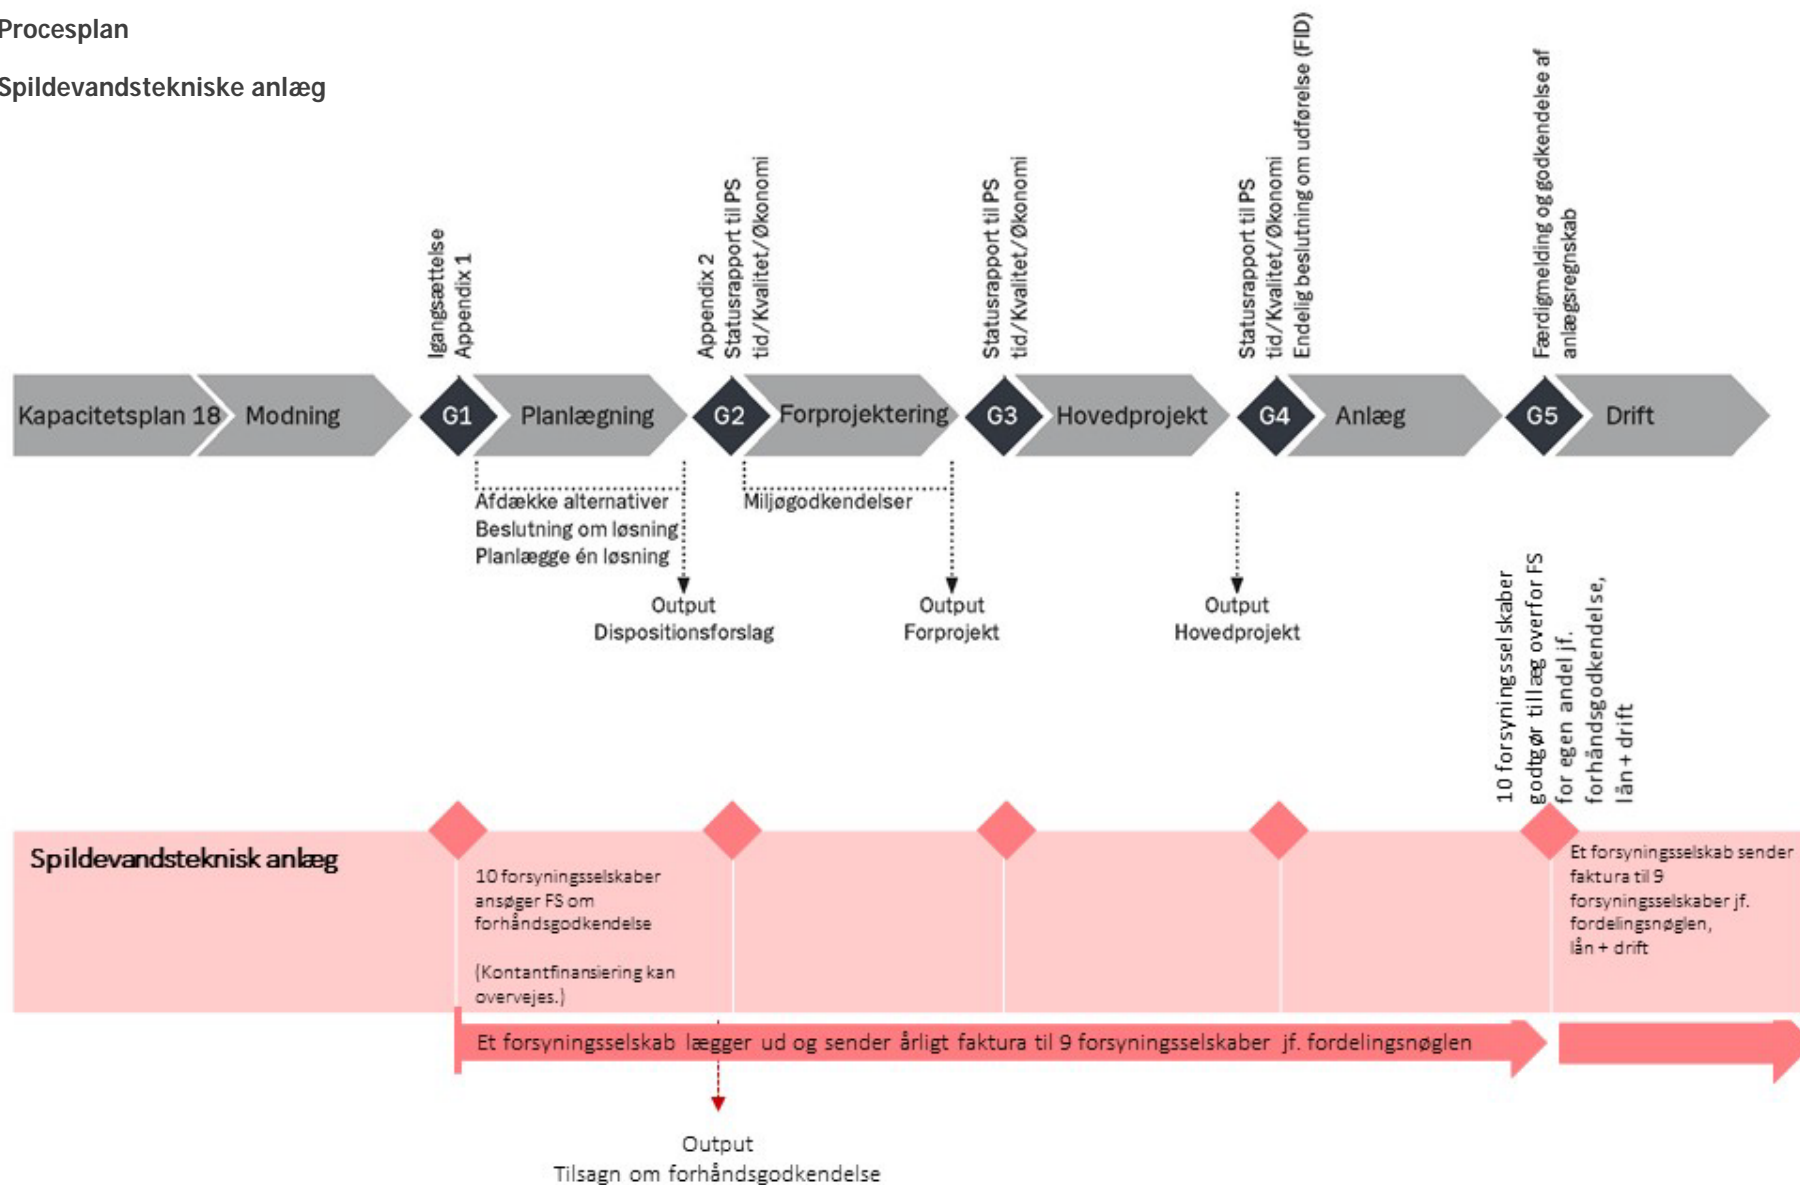 Procesplan
Spildevandstekniske anlæg
Igangsættelse
Appendix 1
Appendix 2
Statusrapport til PS
tid/Kvalitet/Økonomi
Statusrapport til PS
tid/Kvalitet/Økonomi
Statusrapport til PS
tid/Kvalitet/Økonomi
Endelig beslutning om udførelse (FID)
Færdigmelding og godkendelse af
anlægsregnskab
Kapacitetsplan 18
Modning
G1
Planlægning
G2
Forprojektering
G3
Hovedprojekt
G4
Anlæg
G5
Drift
Afdække alternativer
Beslutning om løsning
Planlægge én løsning
Miljøgodkendelser
Output
Dispositionsforslag
Output
Forprojekt
Output
Hovedprojekt
10 forsyningsselskaber
godtgør tillæg overfor FS
for egen andel jf.
forhåndsgodkendelse,
lån + drift
Spildevandsteknisk anlæg
10 forsyningsselskaber
ansøger FS om
forhåndsgodkendelse
(Kontantfinansiering kan
overvejes.)
Et forsyningsselskab sender
faktura til 9
forsyningsselskaber jf.
fordelingsnøglen,
lån + drift
Et forsyningsselskab lægger ud og sender årligt faktura til 9 forsyningsselskaber jf. fordelingsnøglen
Output
Tilsagn om forhåndsgodkendelse